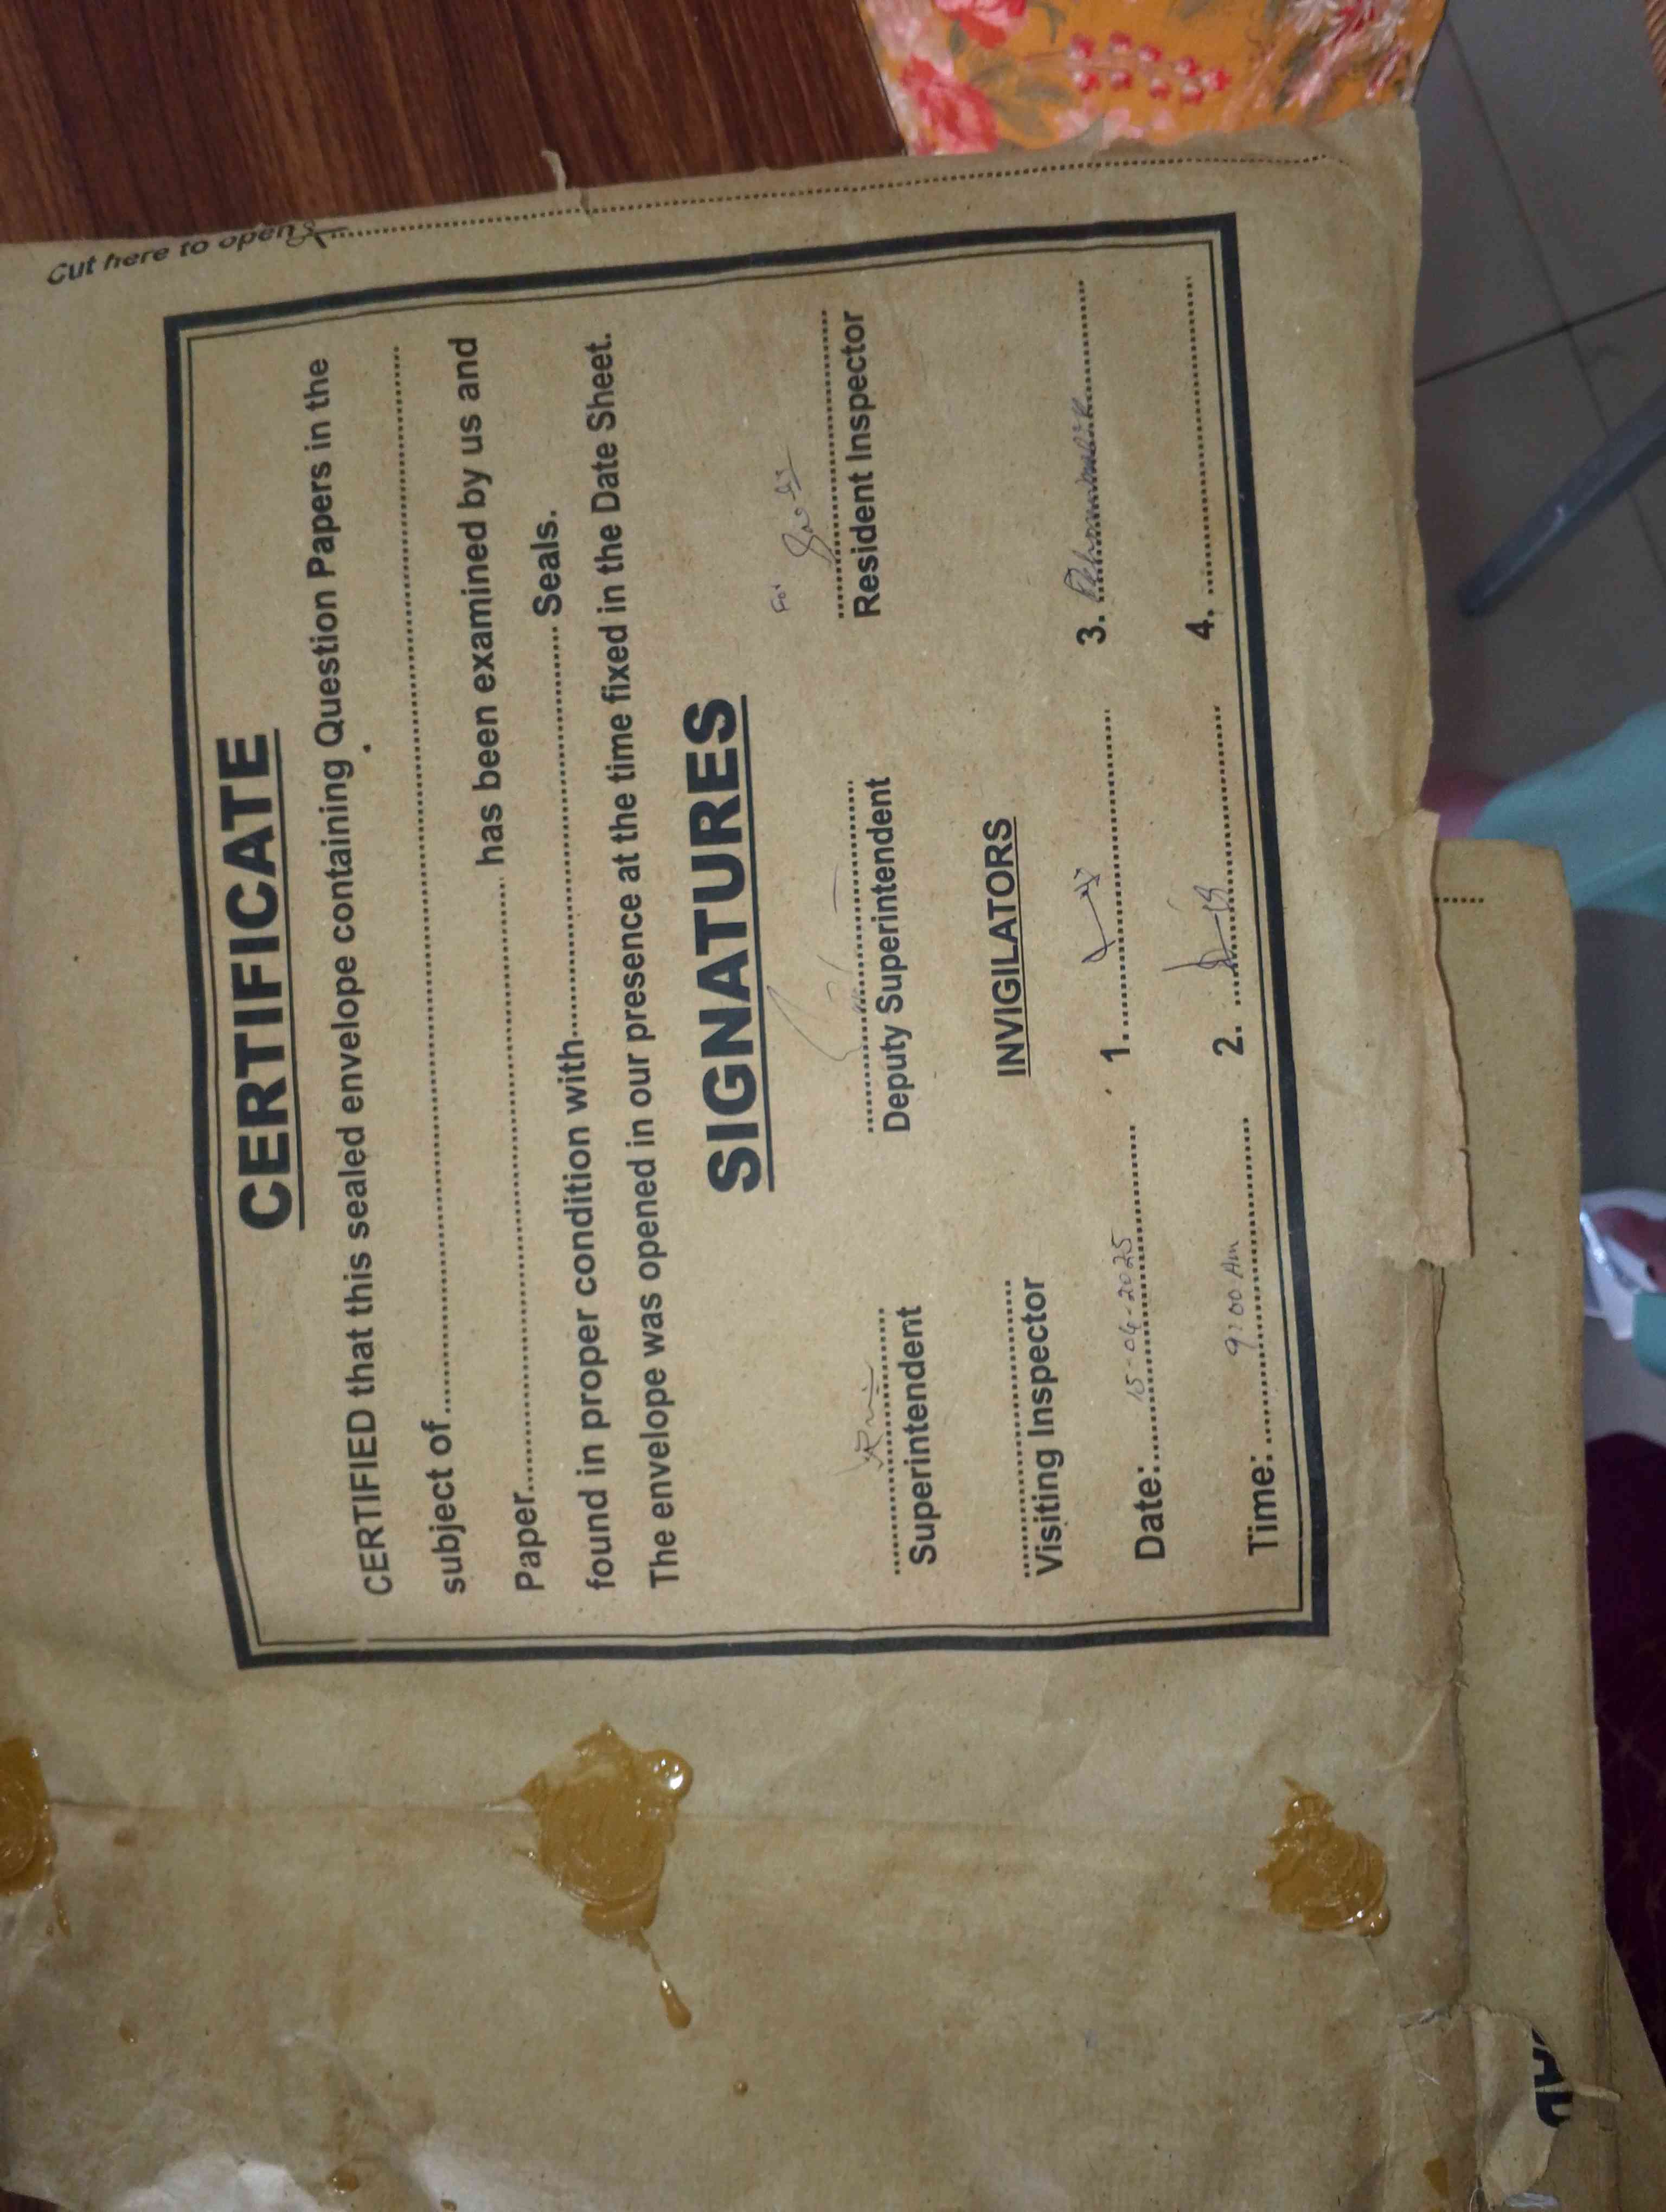 Cut here to open
CERTIFICATE
CERTIFIED that this sealed envelope containing Question Papers in the
subject of
Paper has been examined by us and
found in proper condition with Seals.
The envelope was opened in our presence at the time fixed in the Date Sheet.
SIGNATURES
For
Superintendent Deputy Superintendent Resident Inspector
Visiting Inspector INVIGILATORS
Date: 15-04-2025 1. 3.
Time: 9:00 Am 2. 4.